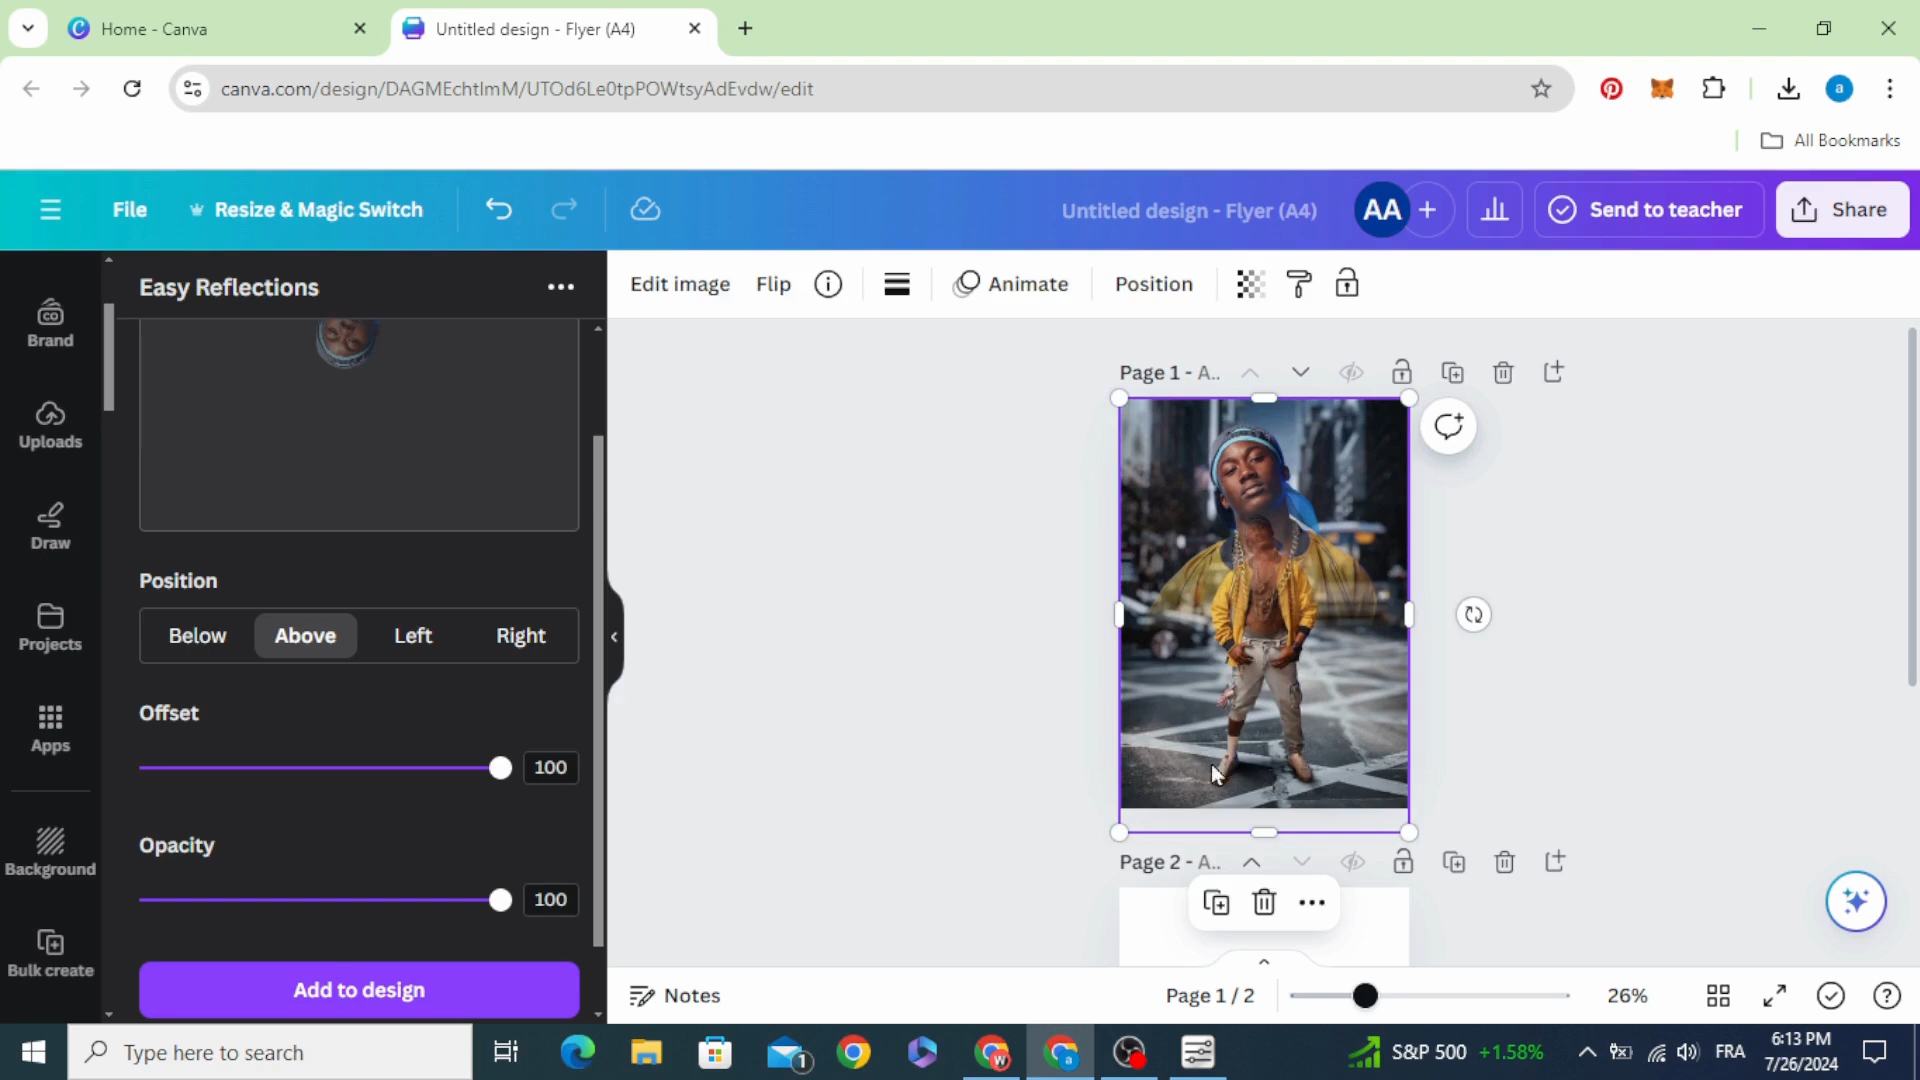 Home - Canva
Untitled design - Flyer (A4)
canva.com/design/DAGMEchtlmM/UTOd6Le0tpPOWtsyAdEvdw/edit
a
All Bookmarks
File
Resize & Magic Switch
Untitled design - Flyer (A4)
AA
Send to teacher
Share
Brand
Uploads
Draw
Projects
Apps
Background
Bulk create
Easy Reflections
Position
Below
Above
Left
Right
Offset
100
Opacity
100
Add to design
Edit image
Flip
Animate
Position
Page 1 - A..
Page 2 - A..
Notes
Page 1 / 2
26%
Type here to search
1
W
a
S&P 500 +1.58%
FRA
6:13 PM
7/26/2024